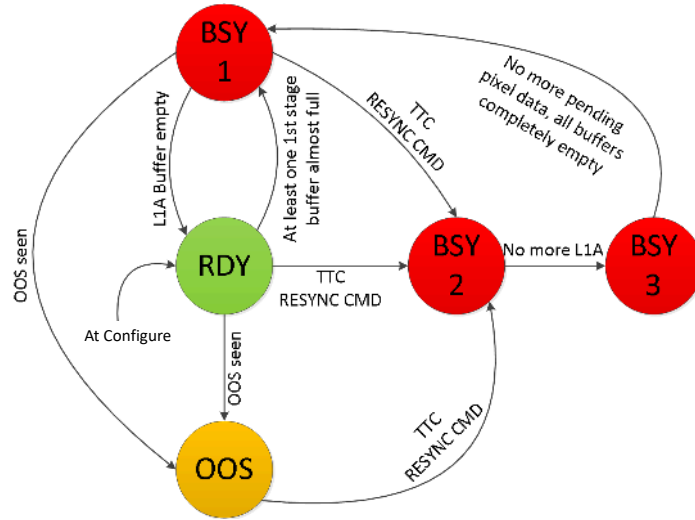 BSY
1
No more pending
pixel data, all buffers
completely empty
TTC
RESYNC CMD
L1A Buffer empty
At least one 1st stage
buffer almost full
OOS seen
RDY
TTC
RESYNC CMD
BSY
2
No more L1A
BSY
3
At Configure
OOS seen
TTC
RESYNC CMD
OOS